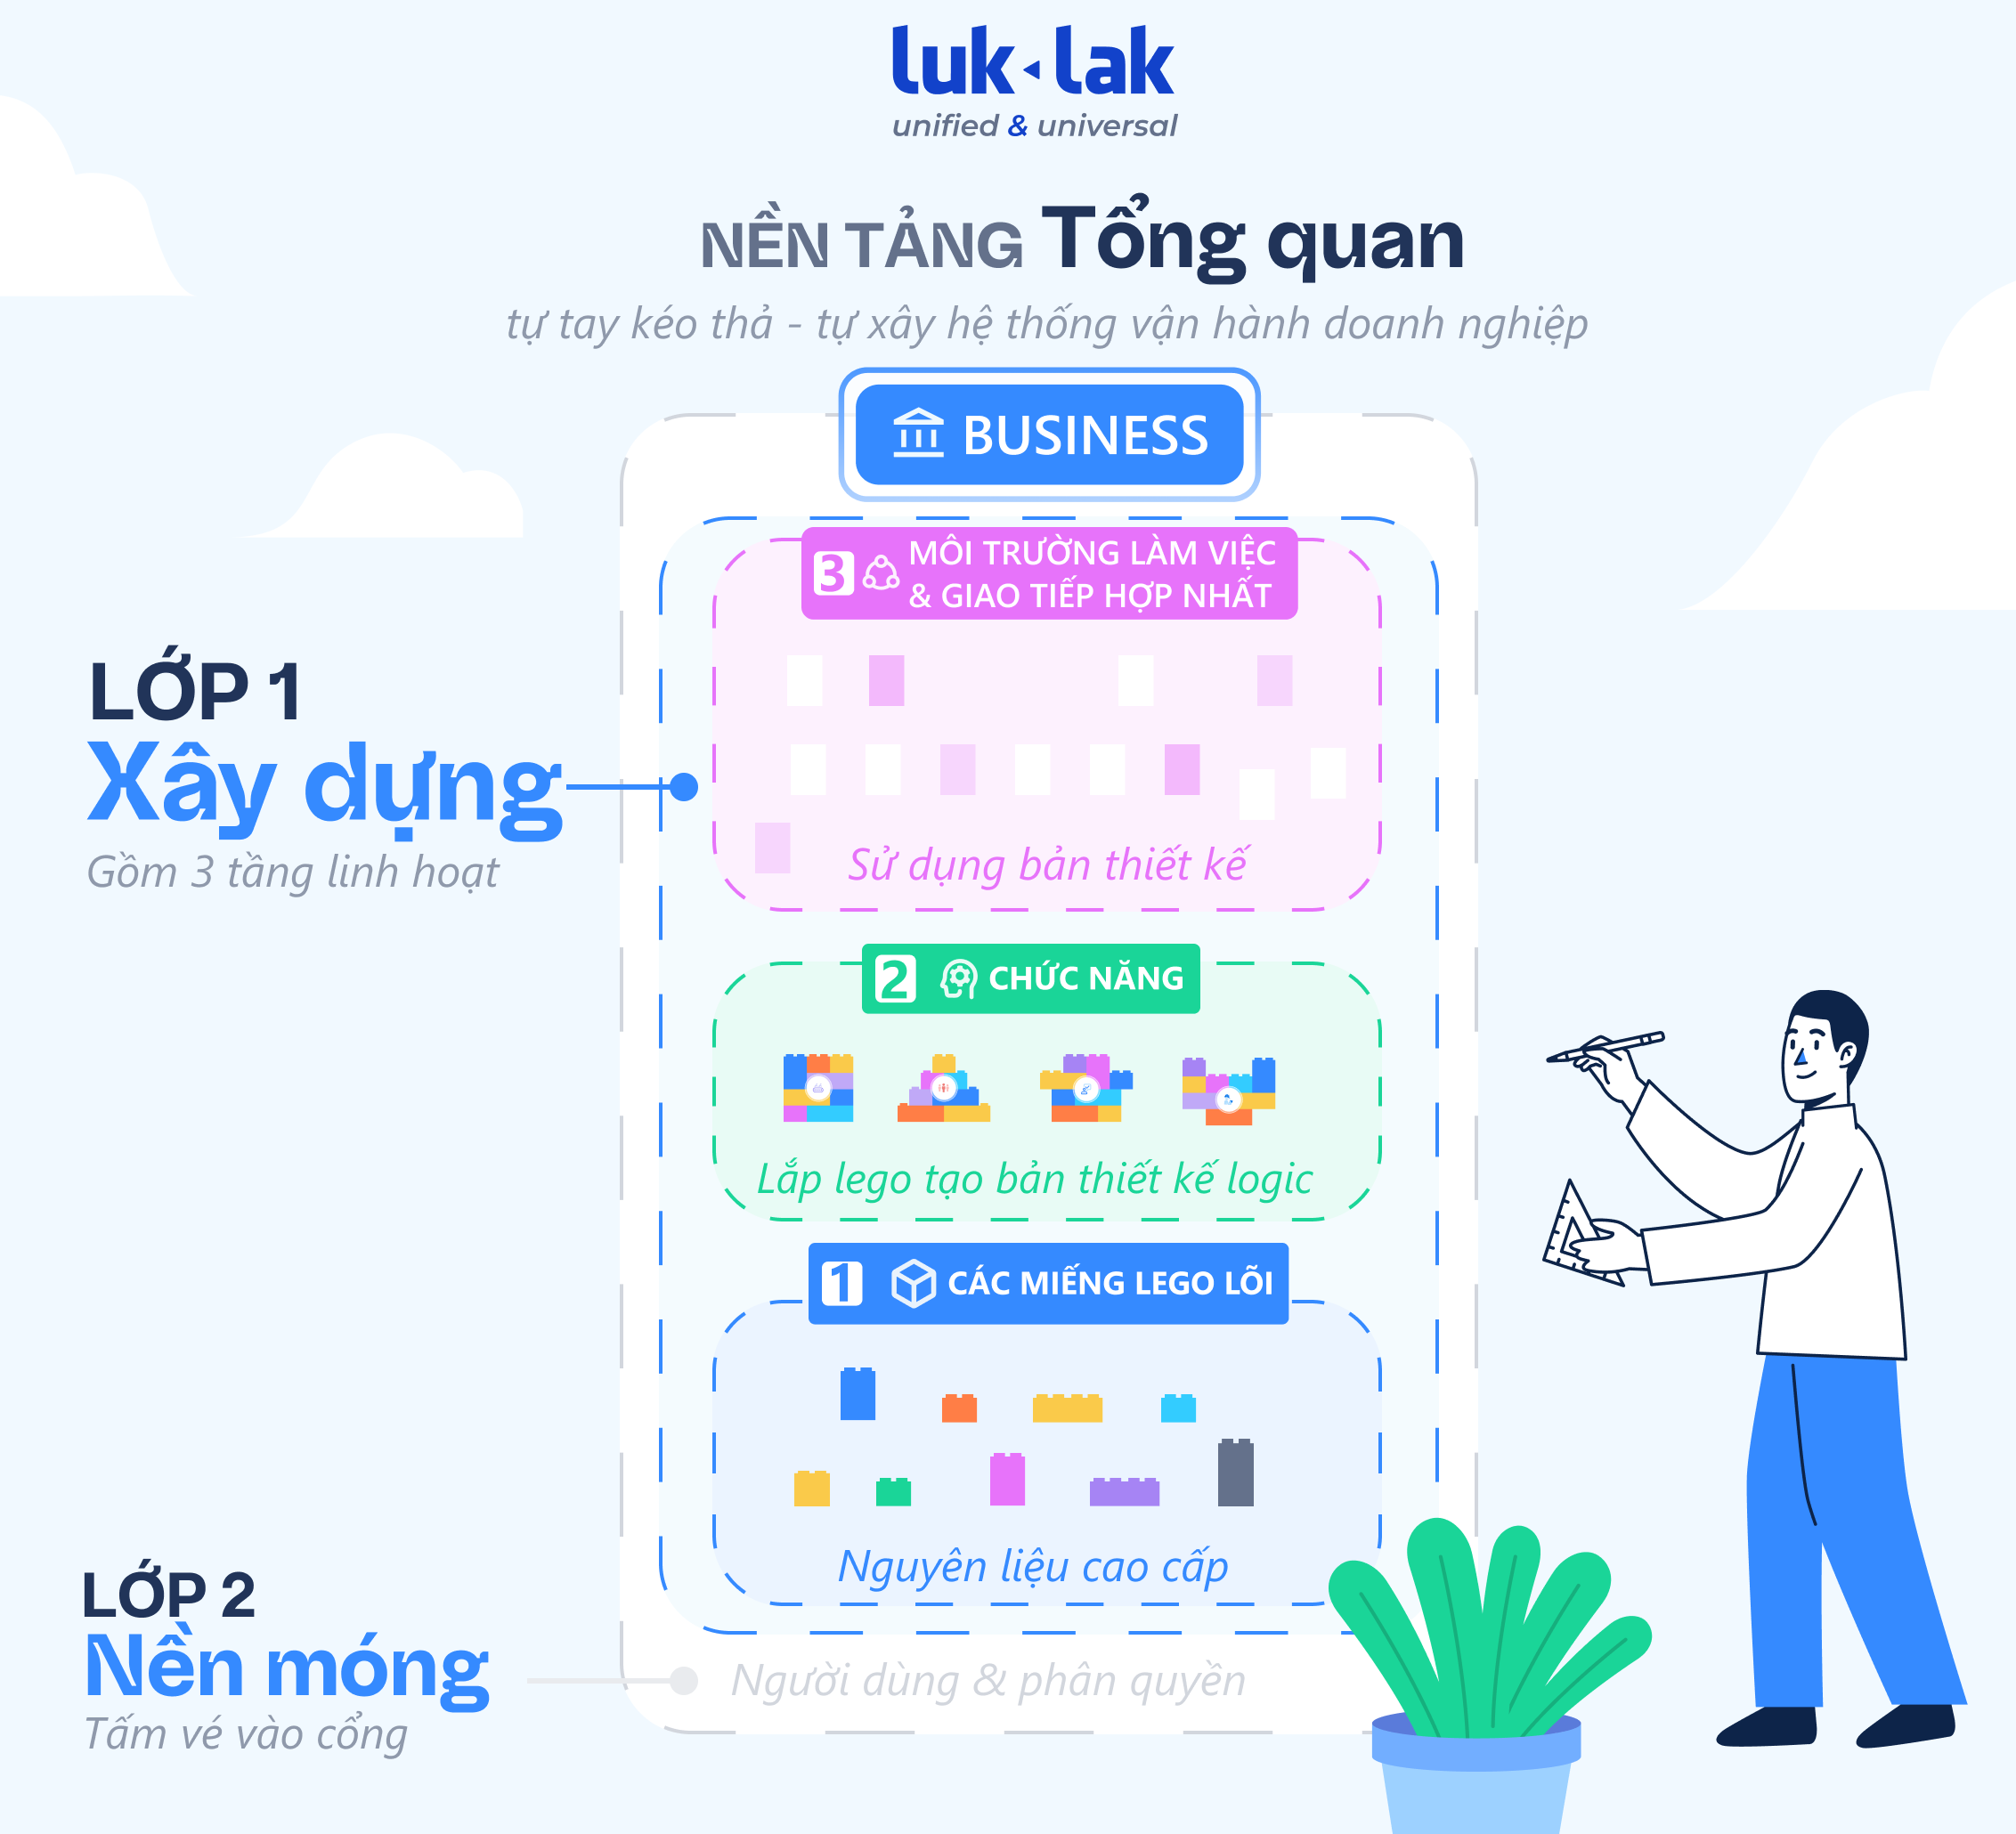 luk lak
unified & universal
NỀN TẢNG Tổng quan
tự tay kéo thả - tự xây hệ thống vận hành doanh nghiệp
BUSINESS
3 MÔI TRƯỜNG LÀM VIỆC
& GIAO TIẾP HỢP NHẤT
LỚP 1
Xây dựng
Gồm 3 tầng linh hoạt
Sử dụng bản thiết kế
2 CHỨC NĂNG
Lắp lego tạo bản thiết kế logic
1 CÁC MIẾNG LEGO LÕI
Nguyên liệu cao cấp
LỚP 2
Nền móng
Tấm vé vào cổng
Người dùng & phân quyền